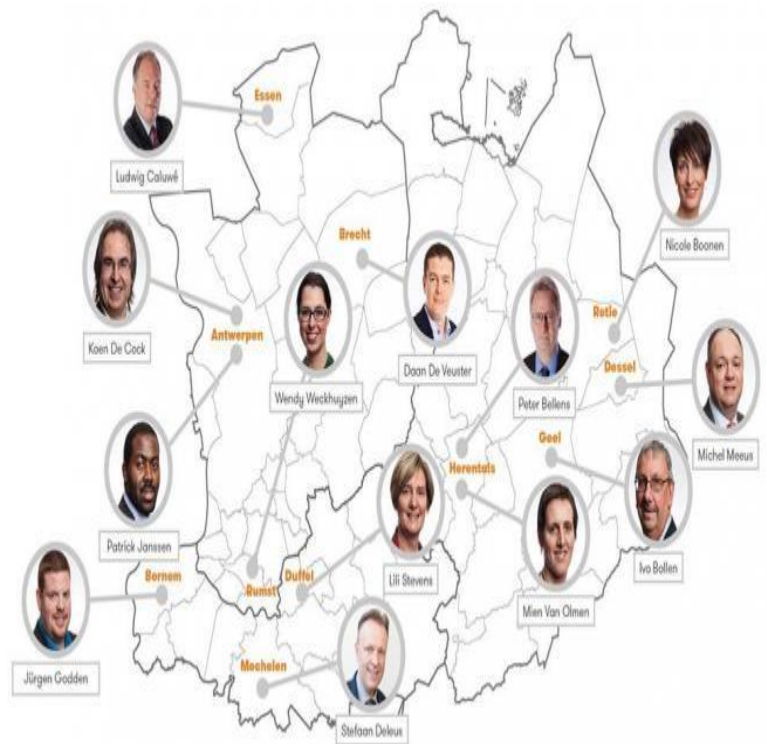 Essen
Ludwig Caluwé
Nicole Boonen
Brecht
Koen De Cock
Antwerpen
Wendy Weckhuyzen
Daan De Veuster
Peter Bellens
Retie
Dessel
Michel Meeus
Geel
Herentals
Patrick Janssen
Lili Stevens
Ivo Bollen
Mien Van Olmen
Bornem
Rumst
Duffel
Jürgen Godden
Mechelen
Stefaan Deleus